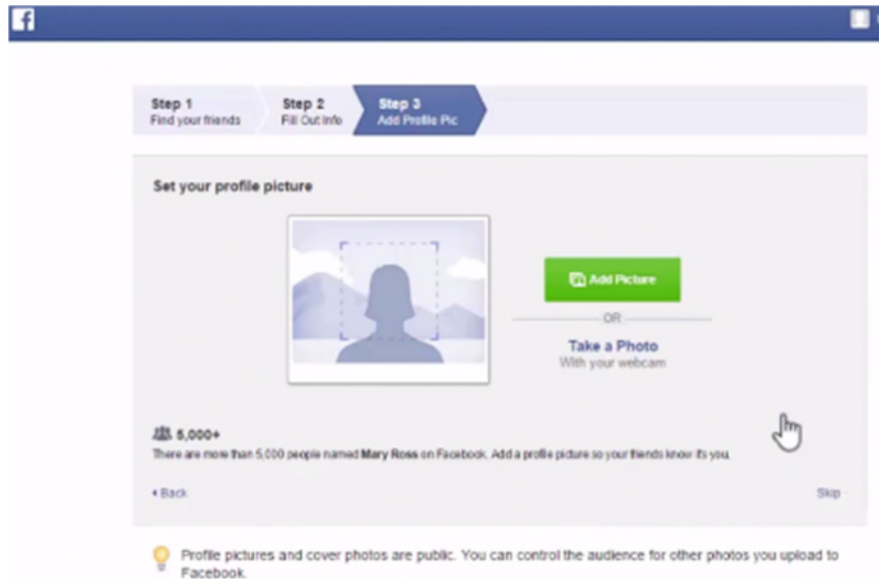 f
Step 1
Find your friends
Step 2
Fill Out Info
Step 3
Add Profile Pic
Set your profile picture
Add Picture
OR
Take a Photo
With your webcam
5,000+
There are more than 5,000 people named Mary Ross on Facebook. Add a profile picture so your friends know it's you.
Back
Skip
Profile pictures and cover photos are public. You can control the audience for other photos you upload to
Facebook.